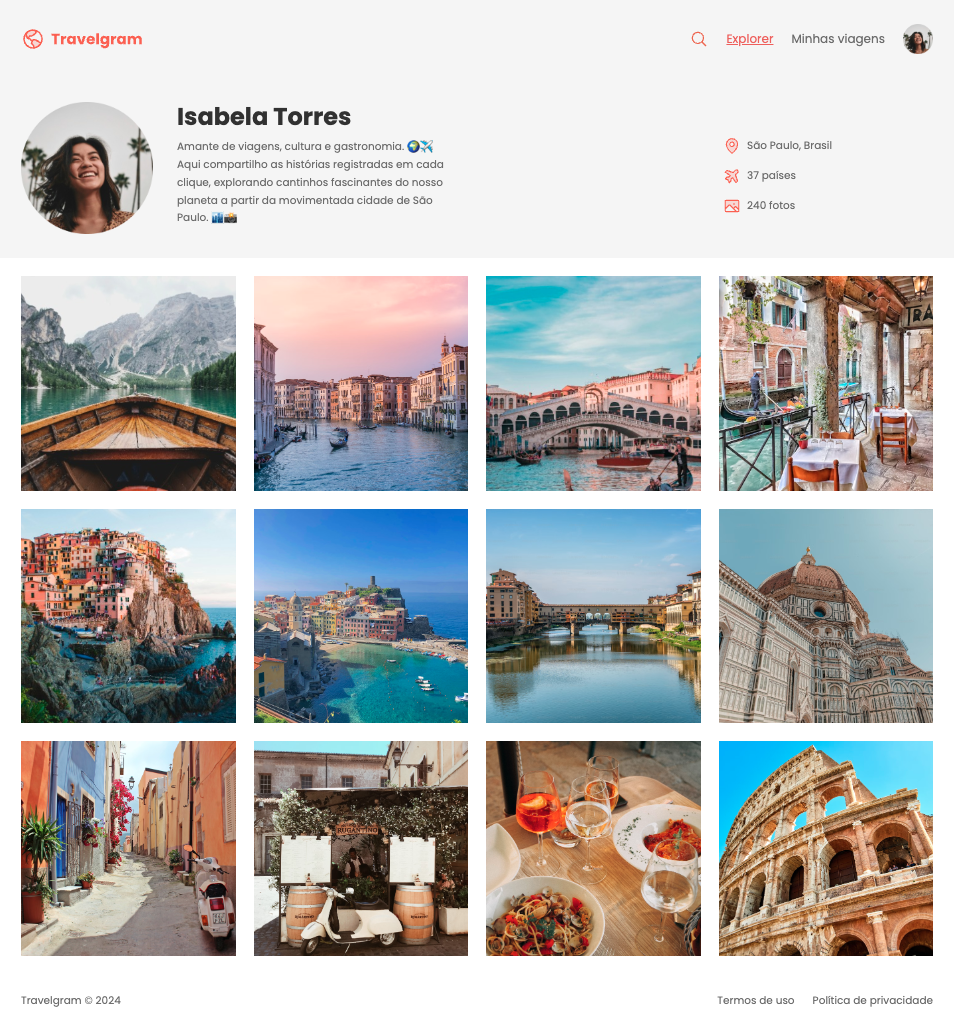 Travelgram
Explorer
Minhas viagens
Isabela Torres
Amante de viagens, cultura e gastronomia. 🌍✈️
Aqui compartilho as histórias registradas em cada
clique, explorando cantinhos fascinantes do nosso
planeta a partir da movimentada cidade de São
Paulo. 🏙️📸
São Paulo, Brasil
37 países
240 fotos
TRA
RUGANTINO
Travelgram © 2024
Termos de uso
Política de privacidade